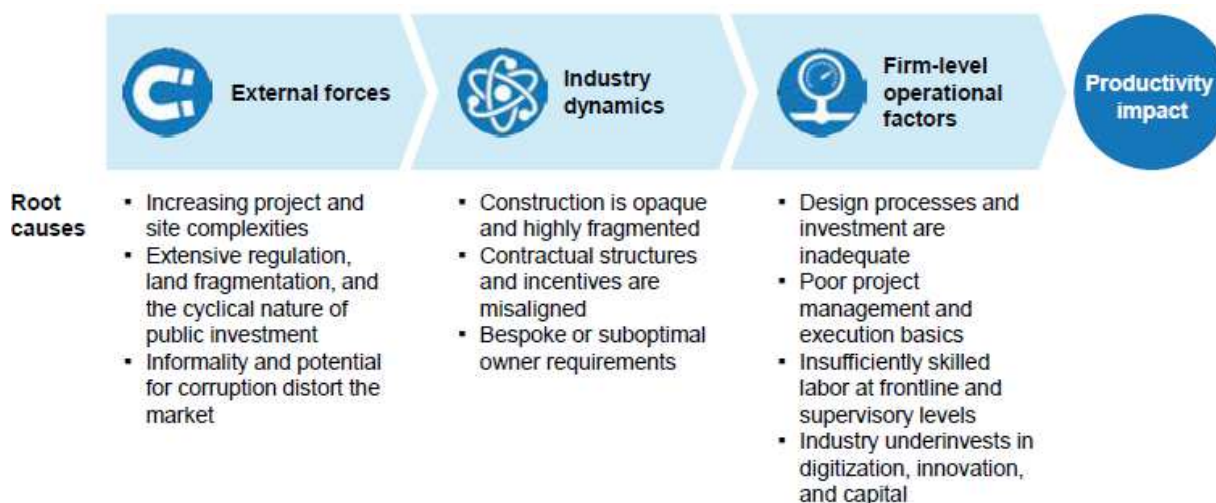 External forces
Industry
dynamics
Firm-level
operational
factors
Productivity
impact
Root
causes
▪ Increasing project and
site complexities
▪ Extensive regulation,
land fragmentation, and
the cyclical nature of
public investment
▪ Informality and potential
for corruption distort the
market
▪ Construction is opaque
and highly fragmented
▪ Contractual structures
and incentives are
misaligned
▪ Bespoke or suboptimal
owner requirements
▪ Design processes and
investment are
inadequate
▪ Poor project
management and
execution basics
▪ Insufficiently skilled
labor at frontline and
supervisory levels
▪ Industry underinvests in
digitization, innovation,
and capital